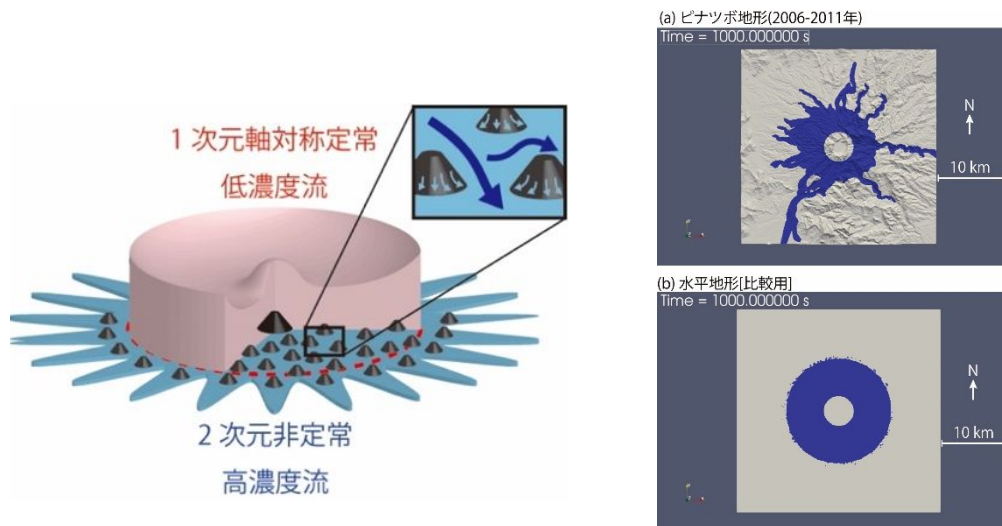 1次元軸対称定常
低濃度流
2次元非定常
高濃度流
(a) ピナツボ地形(2006-2011年)
Time = 1000.000000 s
N
10 km
(b) 水平地形[比較用]
Time = 1000.000000 s
N
10 km